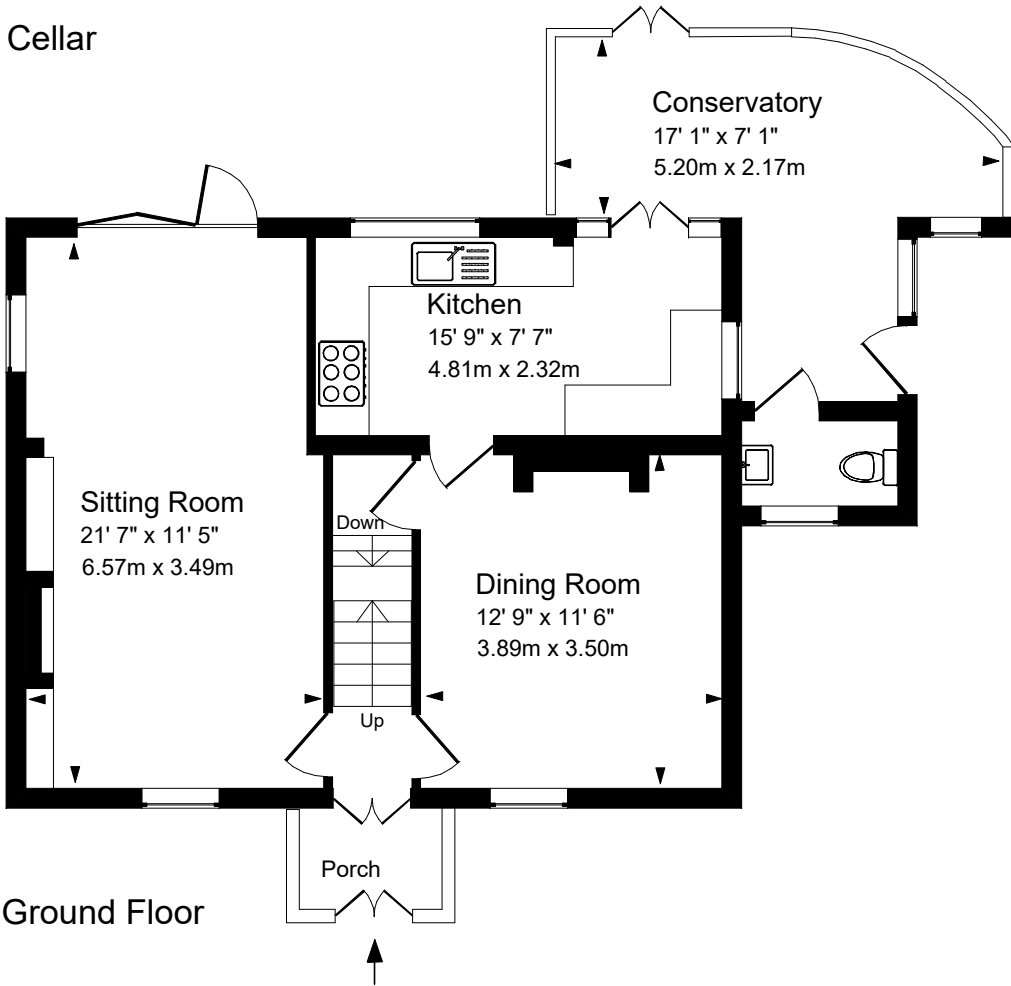 Cellar
Conservatory
17' 1" x 7' 1"
5.20m x 2.17m
Kitchen
15' 9" x 7' 7"
4.81m x 2.32m
Sitting Room
21' 7" x 11' 5"
6.57m x 3.49m
Down
Dining Room
12' 9" x 11' 6"
3.89m x 3.50m
Up
Porch
Ground Floor